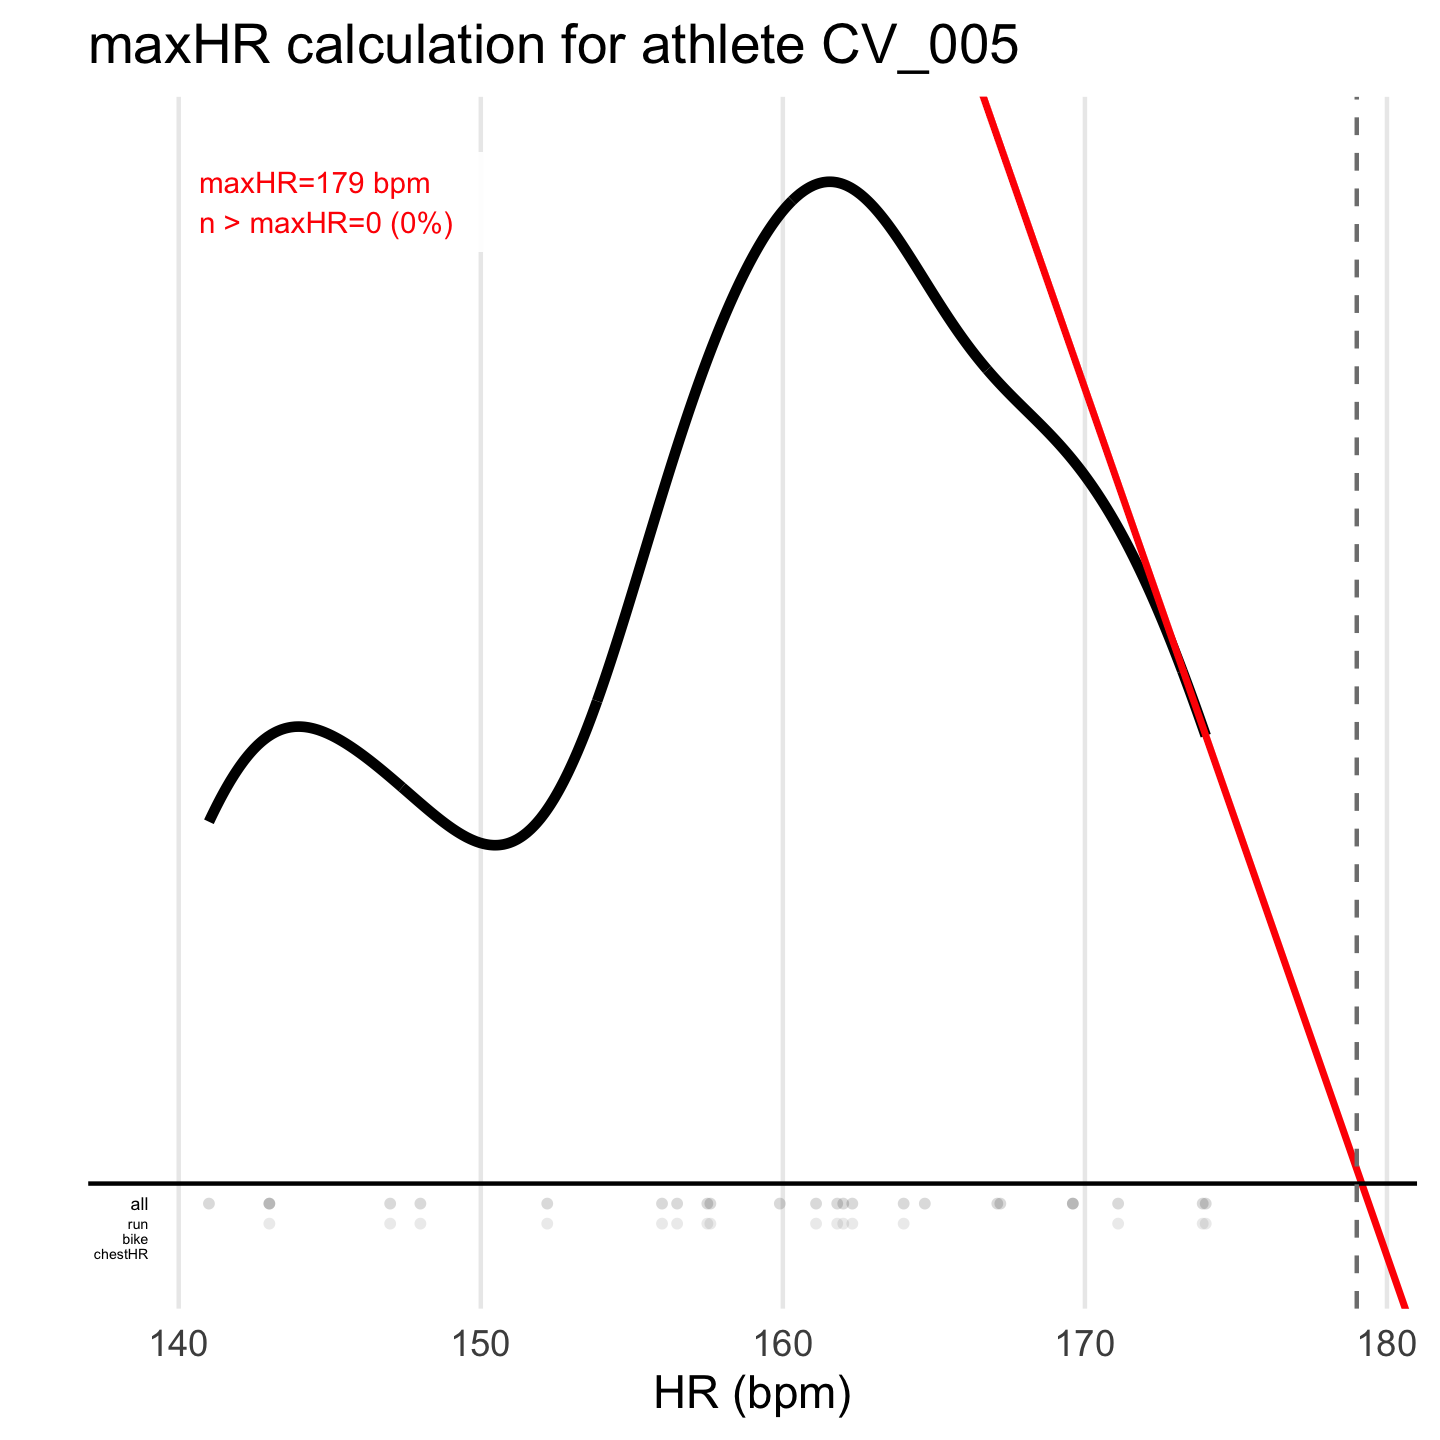 maxHR calculation for athlete CV_005
maxHR=179 bpm
n > maxHR=0 (0%)
all
run
bike
chestHR
140 150 160 170 180
HR (bpm)